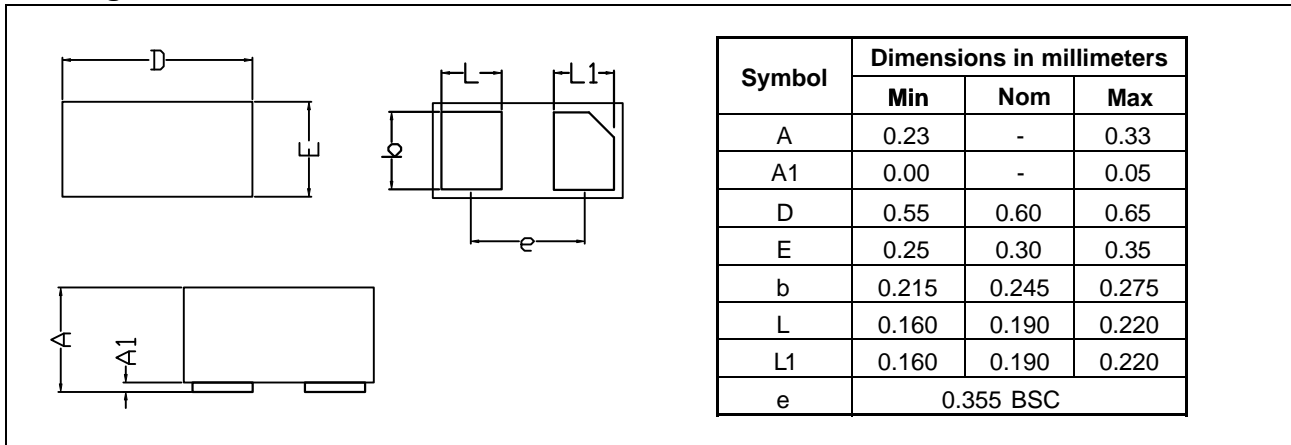 D
E
L
L1
b
e
A
A1
Symbol Dimensions in millimeters
Min Nom Max
A 0.23 - 0.33
A1 0.00 - 0.05
D 0.55 0.60 0.65
E 0.25 0.30 0.35
b 0.215 0.245 0.275
L 0.160 0.190 0.220
L1 0.160 0.190 0.220
e 0.355 BSC